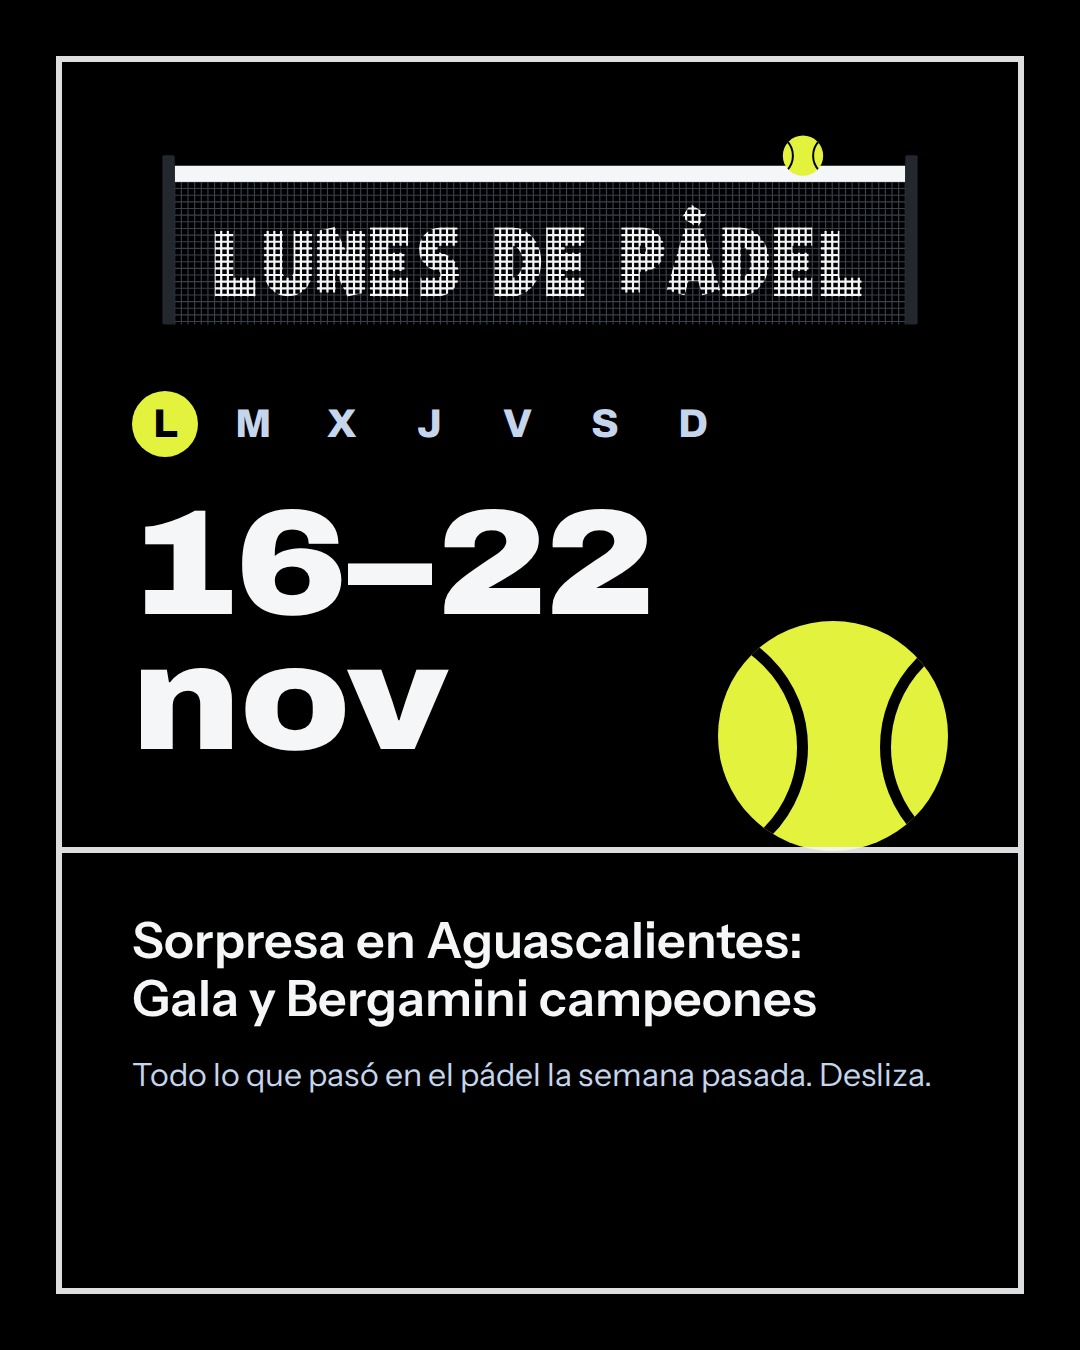 LUNES DE PÁDEL
L M X J V S D
16–22
nov
Sorpresa en Aguascalientes:
Gala y Bergamini campeones
Todo lo que pasó en el pádel la semana pasada. Desliza.